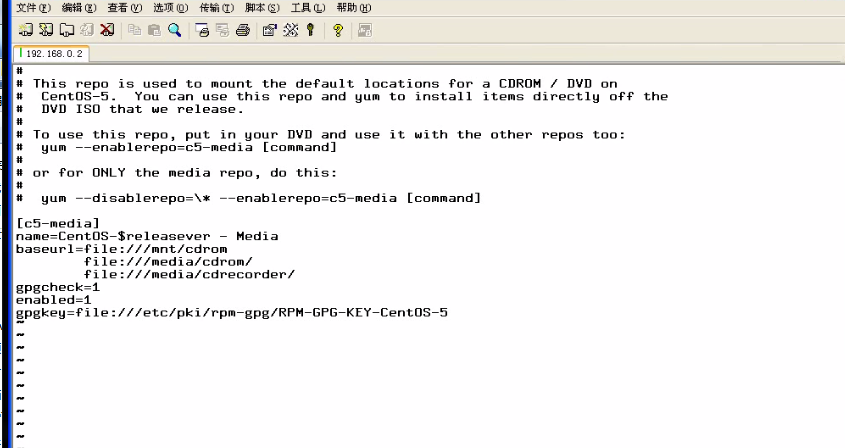 文件(F) 编辑(E) 查看(V) 选项(O) 传输(T) 脚本(S) 工具(L) 帮助(H)
192.168.0.2
#
# This repo is used to mount the default locations for a CDROM / DVD on
#  CentOS-5.  You can use this repo and yum to install items directly off the
#  DVD ISO that we release.
#
# To use this repo, put in your DVD and use it with the other repos too:
#  yum --enablerepo=c5-media [command]
#
# or for ONLY the media repo, do this:
#
#  yum --disablerepo=\* --enablerepo=c5-media [command]
[c5-media]
name=CentOS-$releasever - Media
baseurl=file:///mnt/cdrom
        file:///media/cdrom/
        file:///media/cdrecorder/
gpgcheck=1
enabled=1
gpgkey=file:///etc/pki/rpm-gpg/RPM-GPG-KEY-CentOS-5
~
~
~
~
~
~
~
~
~
~